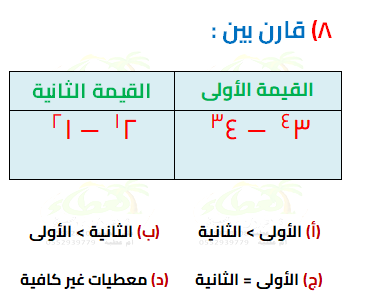 ٨) قارن بين :
القيمة الأولى القيمة الثانية
٣⁤^٤ – ٤^٣ ٢^١ – ١^٢
(أ) الأولى > الثانية (ب) الثانية > الأولى
(ج) الأولى = الثانية (د) معطيات غير كافية